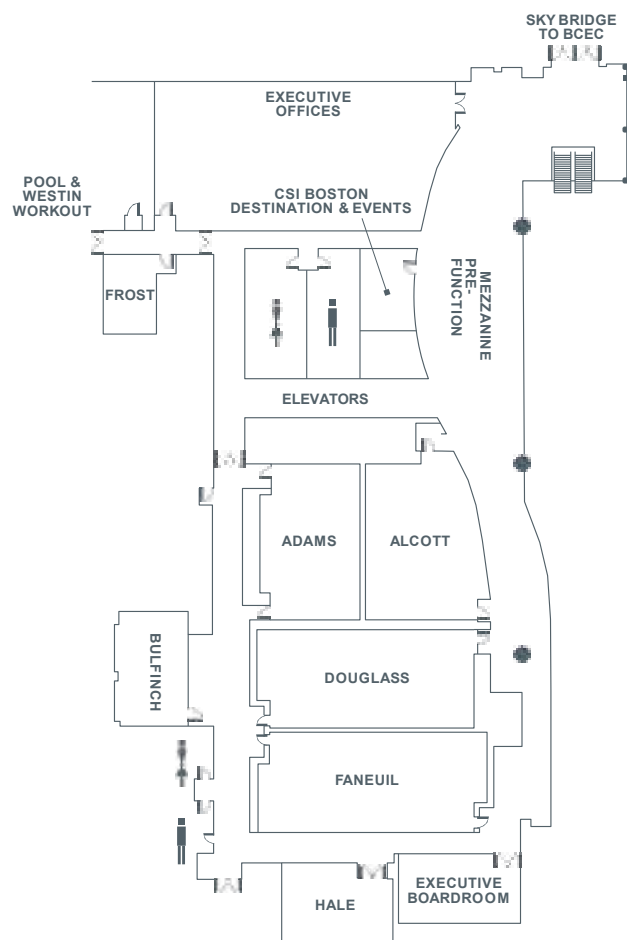 SKY BRIDGE
TO BCEC
EXECUTIVE
OFFICES
POOL &
WESTIN
WORKOUT
CSI BOSTON
DESTINATION & EVENTS
MEZZANINE
PRE-
FUNCTION
FROST
ELEVATORS
ADAMS
ALCOTT
BULFINCH
DOUGLASS
FANEUIL
EXECUTIVE
BOARDROOM
HALE